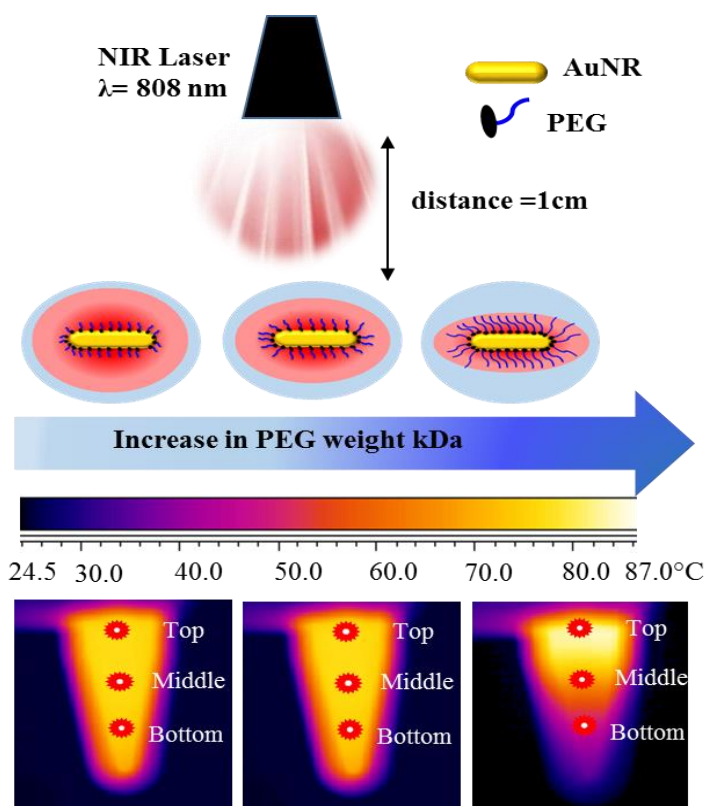 NIR Laser
λ= 808 nm
AuNR
PEG
distance =1cm
Increase in PEG weight kDa
24.5 30.0 40.0 50.0 60.0 70.0 80.0 87.0°C
Top Top Top
Middle Middle Middle
Bottom Bottom Bottom